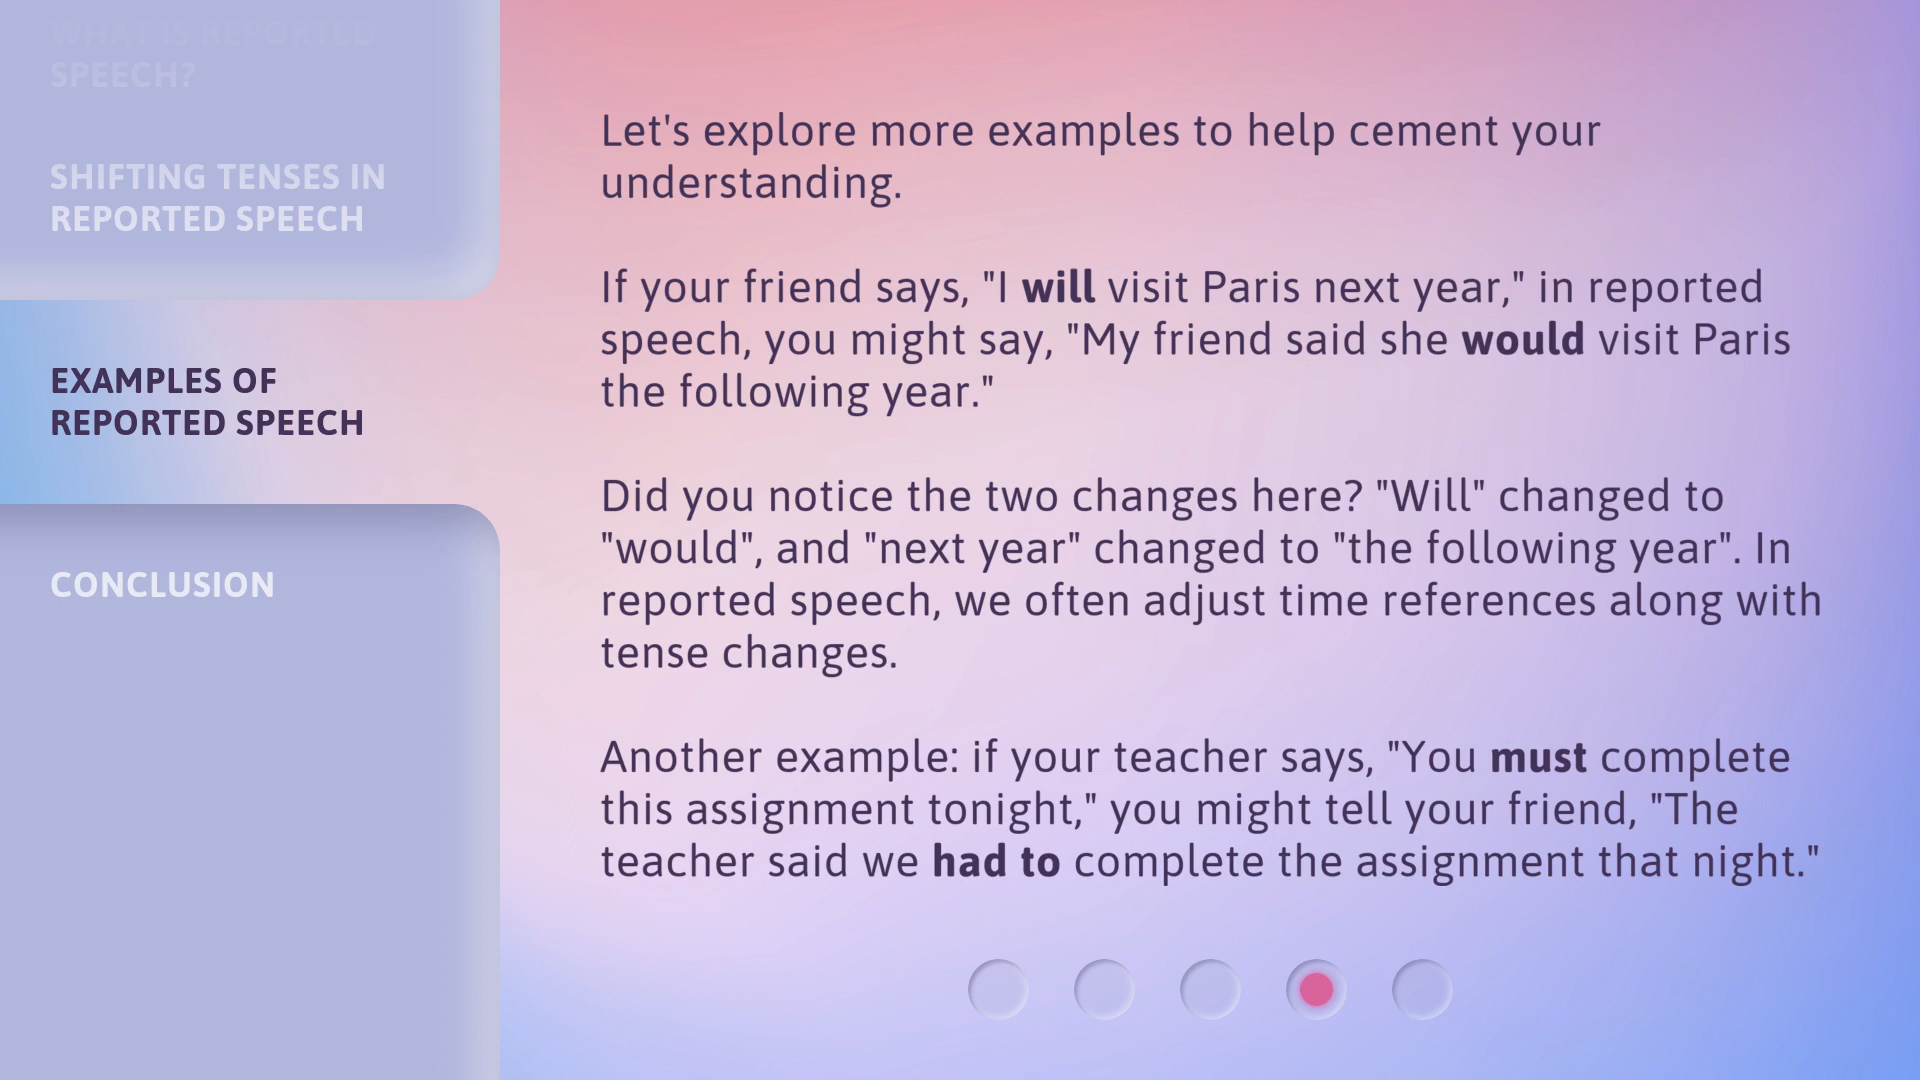 WHAT IS REPORTED
SPEECH?
SHIFTING TENSES IN
REPORTED SPEECH
EXAMPLES OF
REPORTED SPEECH
CONCLUSION
Let's explore more examples to help cement your
understanding.
If your friend says, "I will visit Paris next year," in reported
speech, you might say, "My friend said she would visit Paris
the following year."
Did you notice the two changes here? "Will" changed to
"would", and "next year" changed to "the following year". In
reported speech, we often adjust time references along with
tense changes.
Another example: if your teacher says, "You must complete
this assignment tonight," you might tell your friend, "The
teacher said we had to complete the assignment that night."